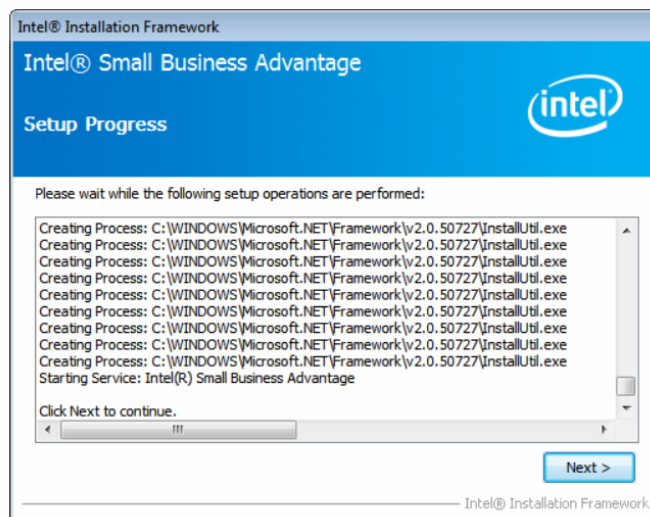 Intel® Installation Framework
Intel® Small Business Advantage
Setup Progress
intel
Please wait while the following setup operations are performed:
Creating Process: C:\WINDOWS\Microsoft.NET\Framework\v2.0.50727\InstallUtil.exe
Creating Process: C:\WINDOWS\Microsoft.NET\Framework\v2.0.50727\InstallUtil.exe
Creating Process: C:\WINDOWS\Microsoft.NET\Framework\v2.0.50727\InstallUtil.exe
Creating Process: C:\WINDOWS\Microsoft.NET\Framework\v2.0.50727\InstallUtil.exe
Creating Process: C:\WINDOWS\Microsoft.NET\Framework\v2.0.50727\InstallUtil.exe
Creating Process: C:\WINDOWS\Microsoft.NET\Framework\v2.0.50727\InstallUtil.exe
Creating Process: C:\WINDOWS\Microsoft.NET\Framework\v2.0.50727\InstallUtil.exe
Creating Process: C:\WINDOWS\Microsoft.NET\Framework\v2.0.50727\InstallUtil.exe
Creating Process: C:\WINDOWS\Microsoft.NET\Framework\v2.0.50727\InstallUtil.exe
Starting Service: Intel(R) Small Business Advantage
Click Next to continue.
Next >
Intel® Installation Framework